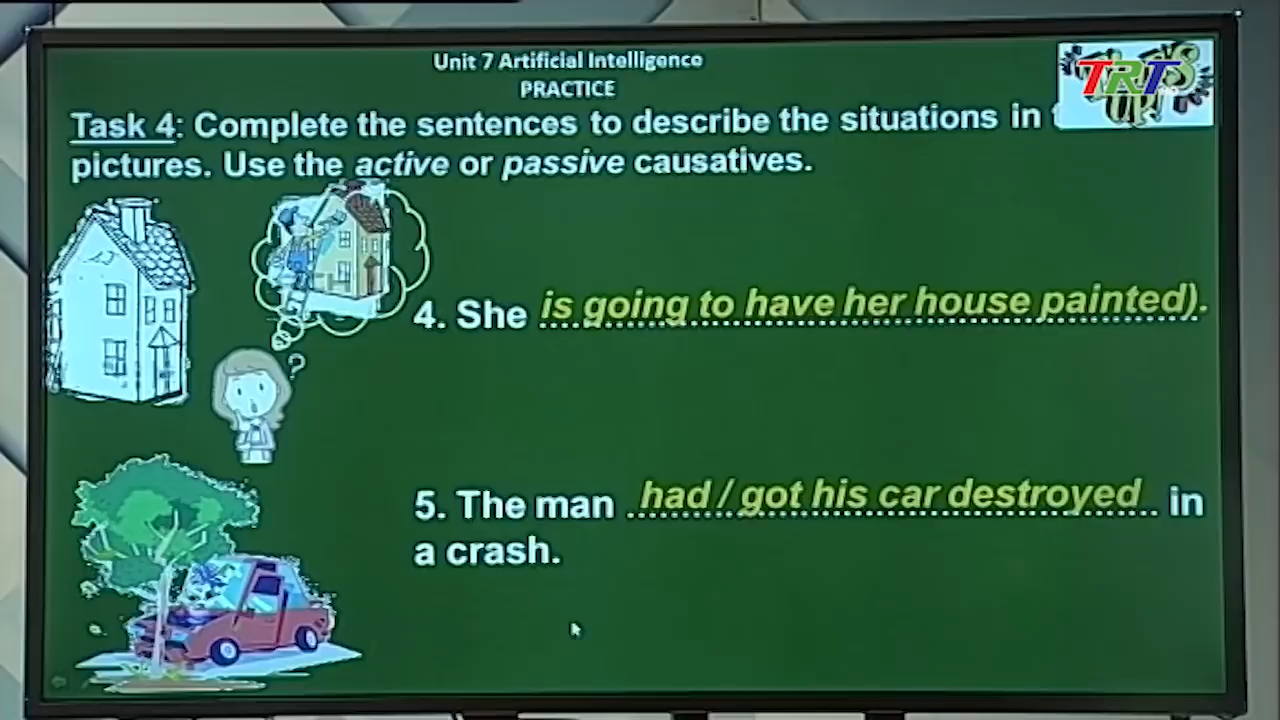 Unit 7 Artificial Intelligence
PRACTICE
TRT
Task 4: Complete the sentences to describe the situations in
pictures. Use the active or passive causatives.
?
4. She is going to have her house painted).
5. The man had / got his car destroyed in
a crash.